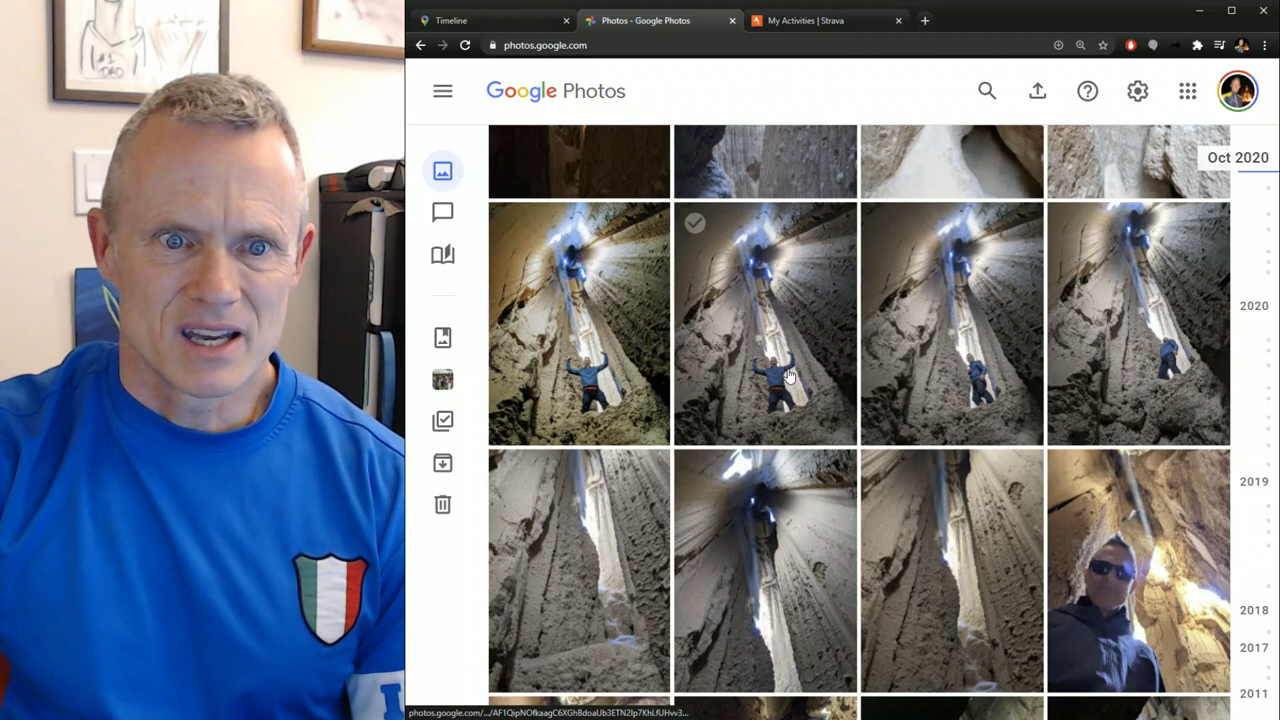 Timeline
Photos - Google Photos
My Activities | Strava
photos.google.com
Google Photos
Oct 2020
2020
2019
2018
2017
2011